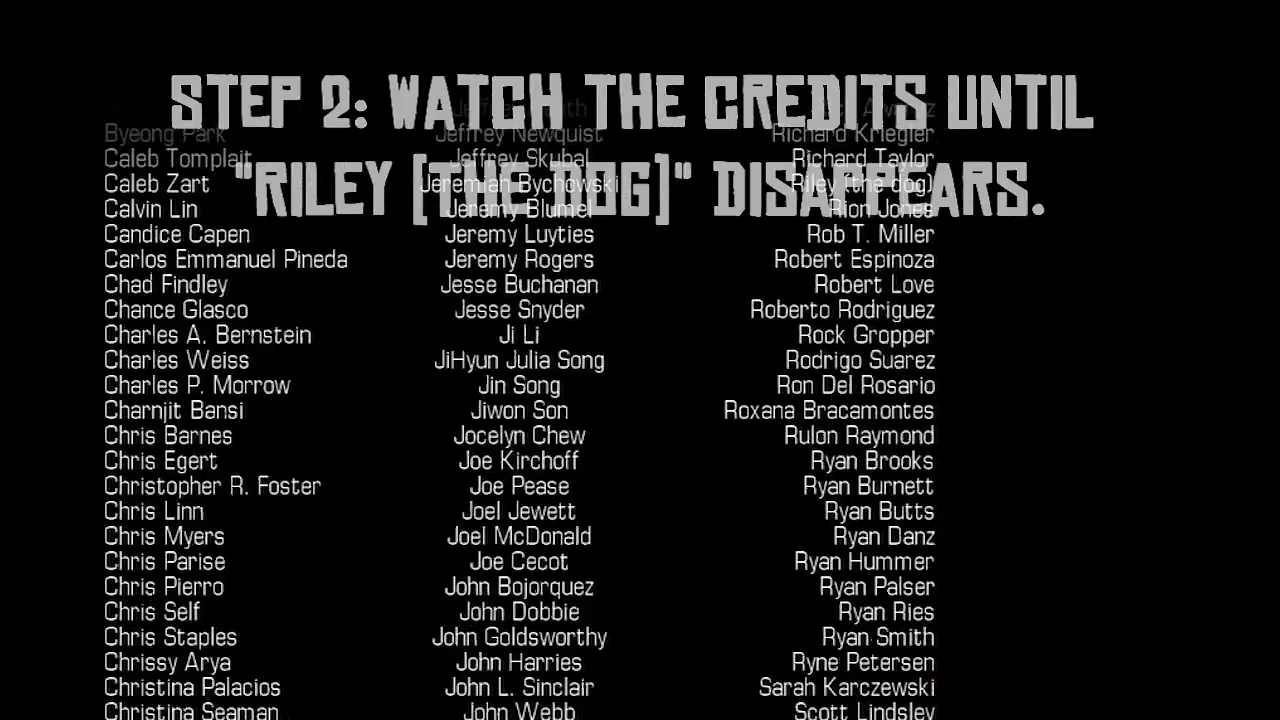 STEP 2: WATCH THE CREDITS UNTIL
"RILEY [THE DOG]" DISAPPEARS.
Byeong Park Jeffrey Newquist Richard Kriegler
Caleb Tomplait Jeffrey Skubal Richard Taylor
Caleb Zart Jeremiah Bychowski Riley (the dog)
Calvin Lin Jeremy Blumel Rion Jones
Candice Capen Jeremy Luyties Rob T. Miller
Carlos Emmanuel Pineda Jeremy Rogers Robert Espinoza
Chad Findley Jesse Buchanan Robert Love
Chance Glasco Jesse Snyder Roberto Rodriguez
Charles A. Bernstein Ji Li Rock Gropper
Charles Weiss JiHyun Julia Song Rodrigo Suarez
Charles P. Morrow Jin Song Ron Del Rosario
Charnjit Bansi Jiwon Son Roxana Bracamontes
Chris Barnes Jocelyn Chew Rulon Raymond
Chris Egert Joe Kirchoff Ryan Brooks
Christopher R. Foster Joe Pease Ryan Burnett
Chris Linn Joel Jewett Ryan Butts
Chris Myers Joel McDonald Ryan Danz
Chris Parise Joe Cecot Ryan Hummer
Chris Pierro John Bojorquez Ryan Palser
Chris Self John Dobbie Ryan Ries
Chris Staples John Goldsworthy Ryan Smith
Chrissy Arya John Harries Ryne Petersen
Christina Palacios John L. Sinclair Sarah Karczewski
Christina Seaman John Webb Scott Lindsley